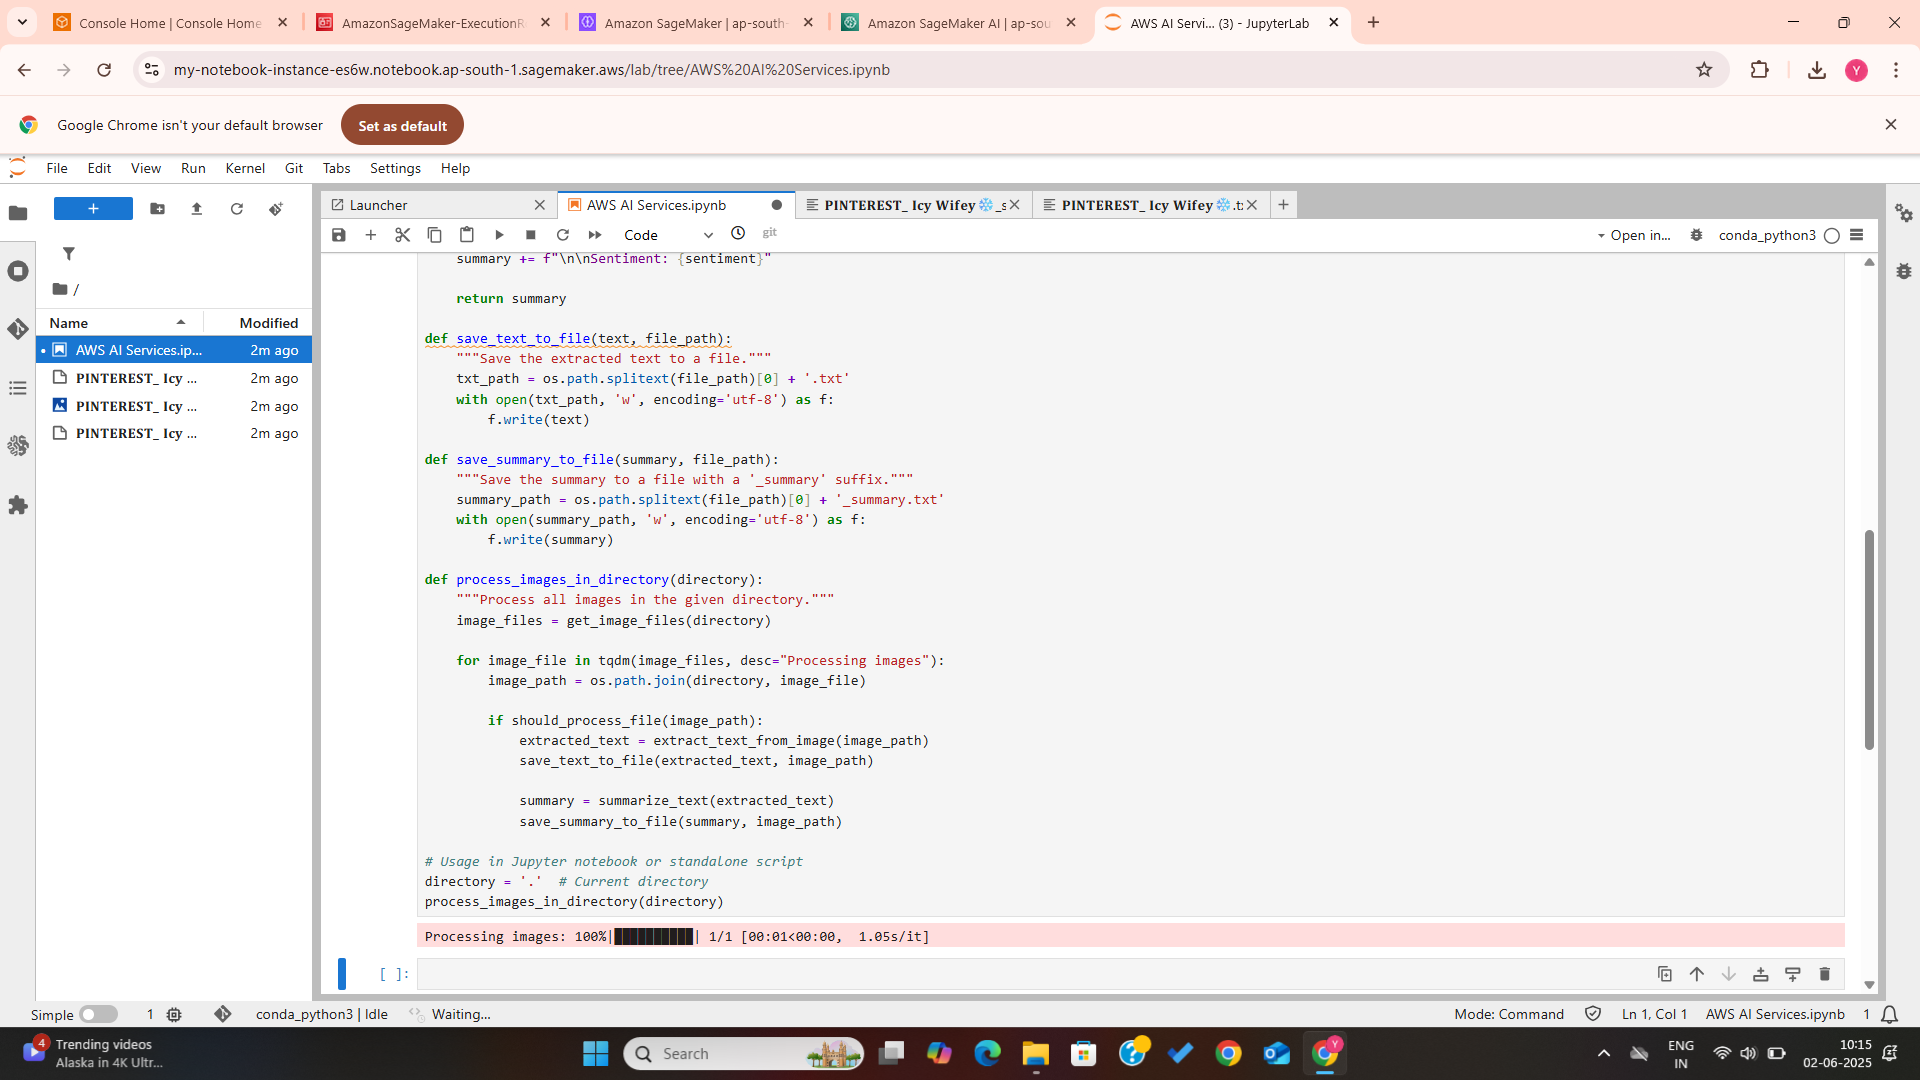 Console Home | Console Home
AmazonSageMaker-ExecutionR
Amazon SageMaker | ap-south-
Amazon SageMaker AI | ap-sou
AWS AI Servi... (3) - JupyterLab
my-notebook-instance-es6w.notebook.ap-south-1.sagemaker.aws/lab/tree/AWS%20AI%20Services.ipynb
Y
Google Chrome isn't your default browser
Set as default
File Edit View Run Kernel Git Tabs Settings Help
Launcher
AWS AI Services.ipynb
PINTEREST_ Icy Wifey❄️_s
PINTEREST_ Icy Wifey❄️.t
Code
git
Open in...
conda_python3
/
Name Modified
AWS AI Services.ip... 2m ago
PINTEREST_ Icy ... 2m ago
PINTEREST_ Icy ... 2m ago
PINTEREST_ Icy ... 2m ago
summary += f"\n\nSentiment: {sentiment}"
return summary
def save_text_to_file(text, file_path):
"""Save the extracted text to a file."""
txt_path = os.path.splitext(file_path)[0] + '.txt'
with open(txt_path, 'w', encoding='utf-8') as f:
f.write(text)
def save_summary_to_file(summary, file_path):
"""Save the summary to a file with a '_summary' suffix."""
summary_path = os.path.splitext(file_path)[0] + '_summary.txt'
with open(summary_path, 'w', encoding='utf-8') as f:
f.write(summary)
def process_images_in_directory(directory):
"""Process all images in the given directory."""
image_files = get_image_files(directory)
for image_file in tqdm(image_files, desc="Processing images"):
image_path = os.path.join(directory, image_file)
if should_process_file(image_path):
extracted_text = extract_text_from_image(image_path)
save_text_to_file(extracted_text, image_path)
summary = summarize_text(extracted_text)
save_summary_to_file(summary, image_path)
# Usage in Jupyter notebook or standalone script
directory = '.'  # Current directory
process_images_in_directory(directory)
Processing images: 100%|██████████| 1/1 [00:01<00:00,  1.05s/it]
[ ]:
Simple 1 conda_python3 | Idle Waiting...
Mode: Command Ln 1, Col 1 AWS AI Services.ipynb 1
4
Trending videos
Alaska in 4K Ultr...
Search
Y
ENG
IN
10:15
02-06-2025